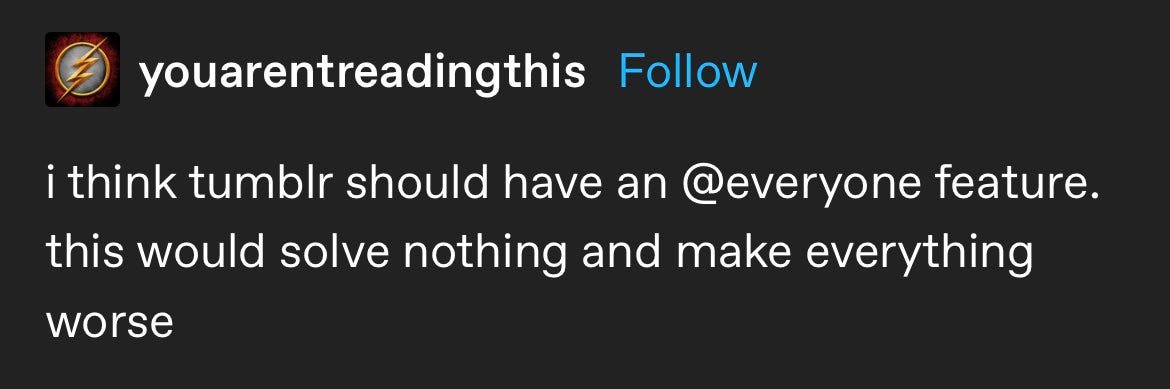 youarentreadingthis Follow
i think tumblr should have an @everyone feature.
this would solve nothing and make everything
worse